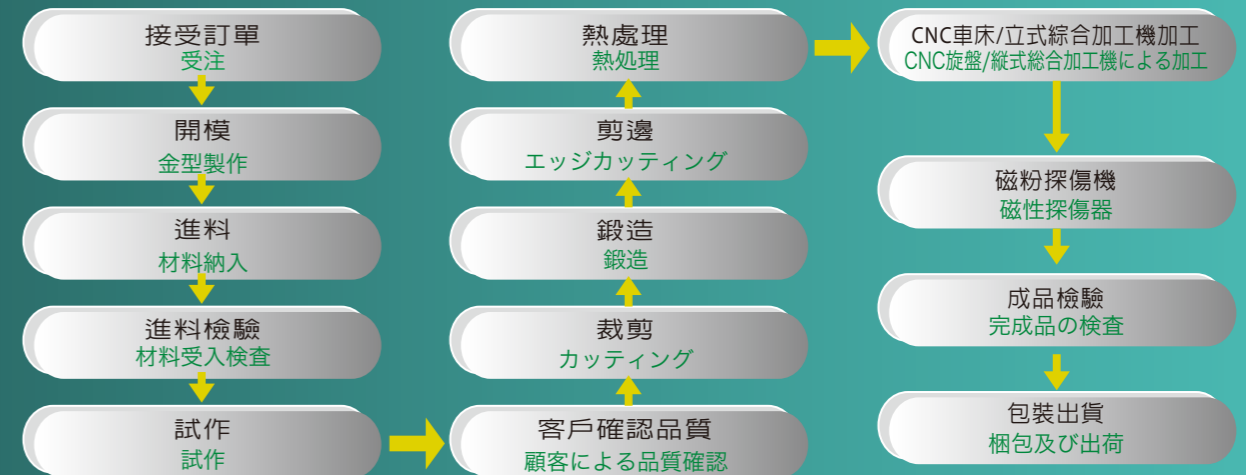 接受訂單
受注
開模
金型製作
進料
材料納入
進料檢驗
材料受入検査
試作
試作
客戶確認品質
顧客による品質確認
裁剪
カッティング
鍛造
鍛造
剪邊
エッジカッティング
熱處理
熱処理
CNC車床/立式綜合加工機加工
CNC旋盤/縦式総合加工機による加工
磁粉探傷機
磁性探傷器
成品檢驗
完成品の検査
包裝出貨
梱包及び出荷